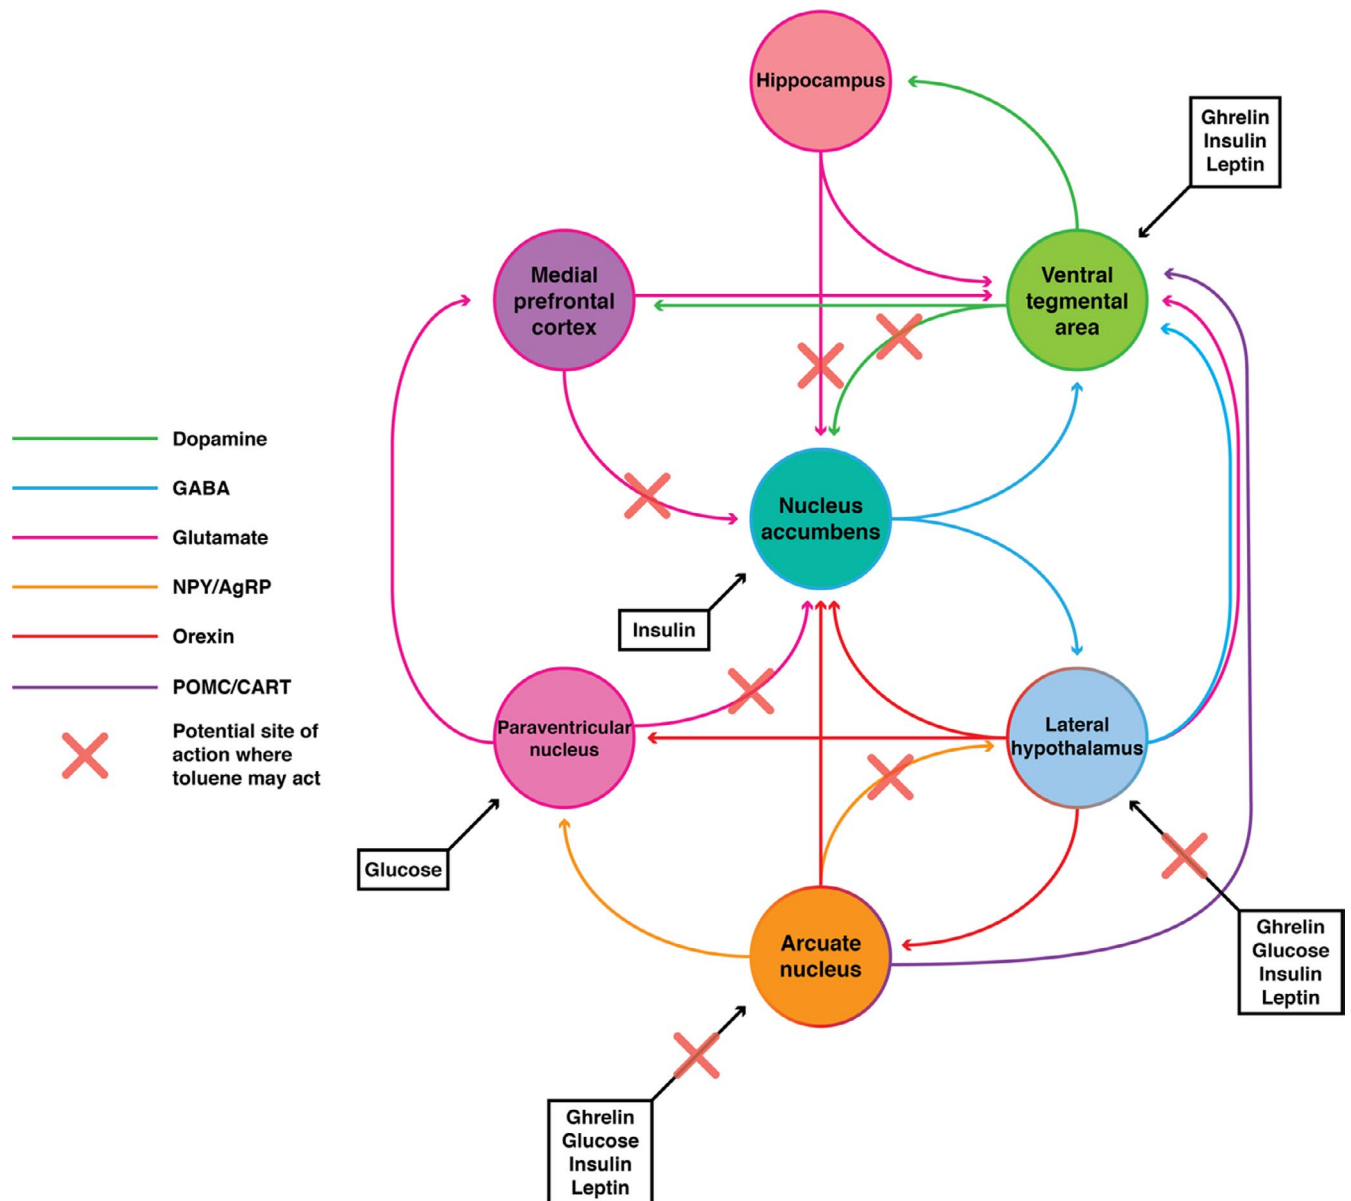 Hippocampus
Ghrelin
Insulin
Leptin
Medial
prefrontal
cortex
Ventral
tegmental
area
Dopamine
GABA
Glutamate
NPY/AgRP
Orexin
POMC/CART
Potential site of
action where
toluene may act
Nucleus
accumbens
Insulin
Paraventricular
nucleus
Lateral
hypothalamus
Glucose
Arcuate
nucleus
Ghrelin
Glucose
Insulin
Leptin
Ghrelin
Glucose
Insulin
Leptin